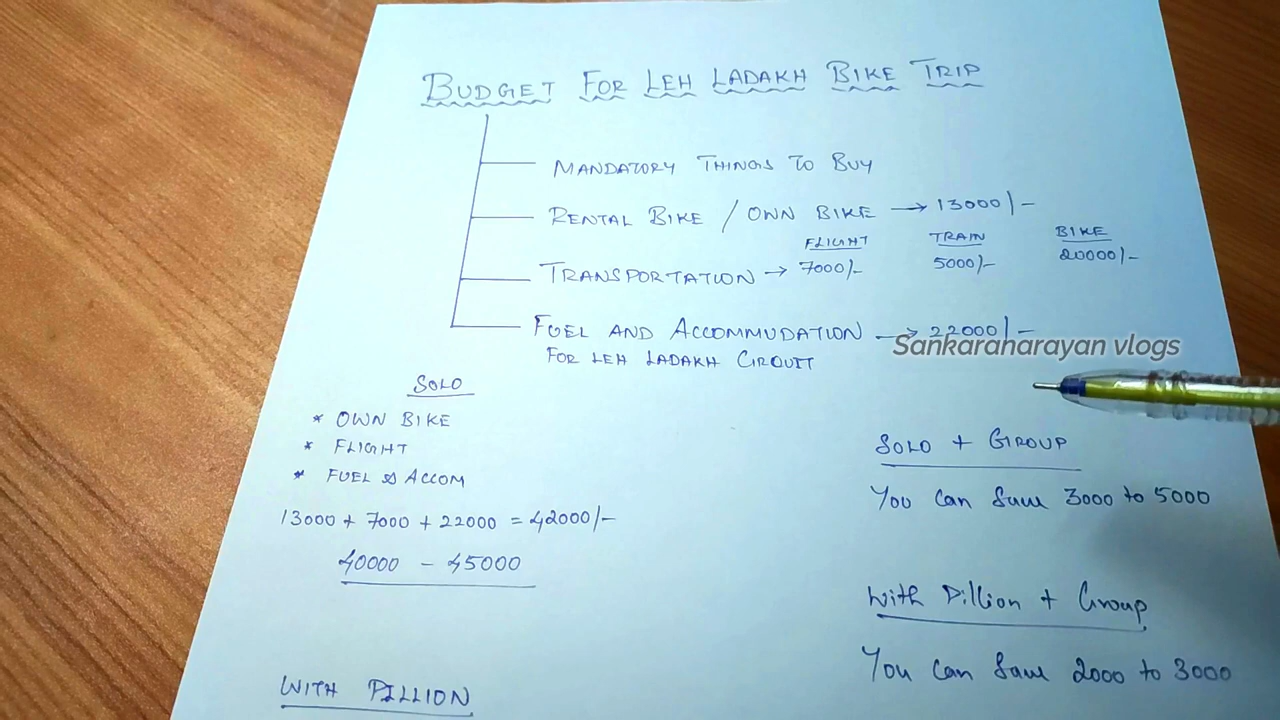 BUDGET FOR LEH LADAKH BIKE TRIP
MANDATORY THINGS TO BUY
RENTAL BIKE / OWN BIKE → 13000/-
FLIGHT TRAIN BIKE
TRANSPORTATION → 7000/- 5000/- 20000/-
FUEL AND ACCOMMUDATION → 22000/-
FOR LEH LADAKH CIRCUIT
Sankaranarayan vlogs
SOLO
* OWN BIKE
* FLIGHT
* FUEL & ACCOM
13000 + 7000 + 22000 = 42000/-
40000 - 45000
SOLO + GROUP
You can save 3000 to 5000
With Pillion + Group
You can save 2000 to 3000
WITH PILLION